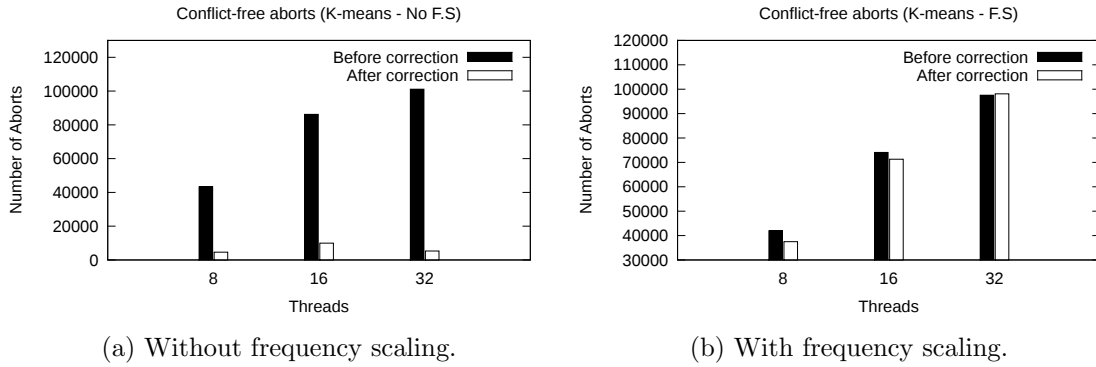 Conflict-free aborts (K-means - No F.S)
Number of Aborts
120000
100000
80000
60000
40000
20000
0
Before correction
After correction
8 16 32
Threads
(a) Without frequency scaling.
Conflict-free aborts (K-means - F.S)
Number of Aborts
120000
110000
100000
90000
80000
70000
60000
50000
40000
30000
Before correction
After correction
8 16 32
Threads
(b) With frequency scaling.